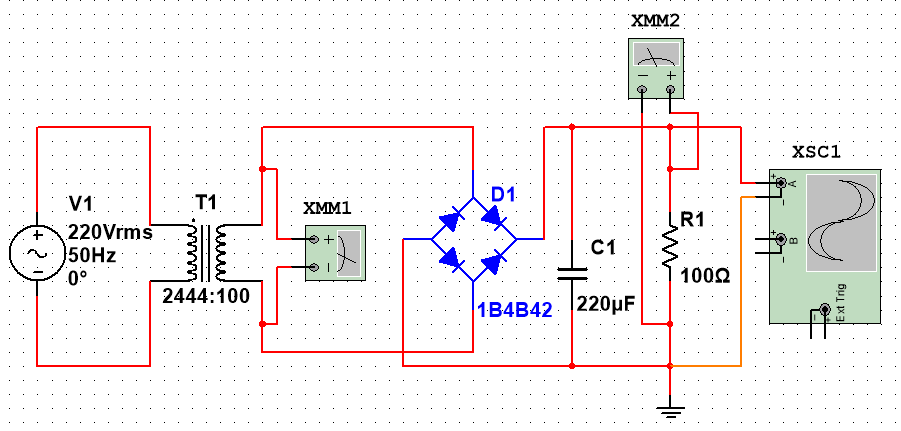 XMM2
XSC1
V1
220Vrms
50Hz
0°
T1
2444:100
XMM1
D1
1B4B42
C1
220µF
R1
100Ω
A
B
Ext Trig